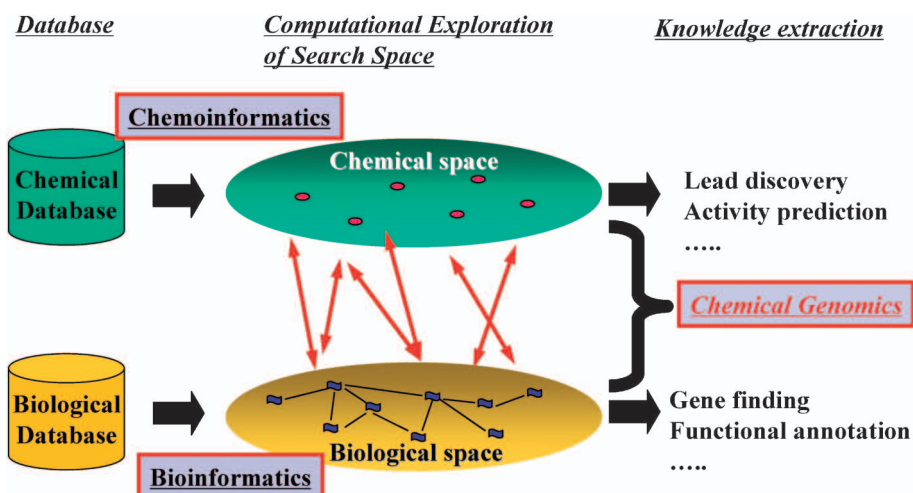 Database
Computational Exploration
of Search Space
Knowledge extraction
Chemoinformatics
Chemical
Database
Chemical space
Lead discovery
Activity prediction
.....
Chemical Genomics
Biological
Database
Biological space
Gene finding
Functional annotation
.....
Bioinformatics